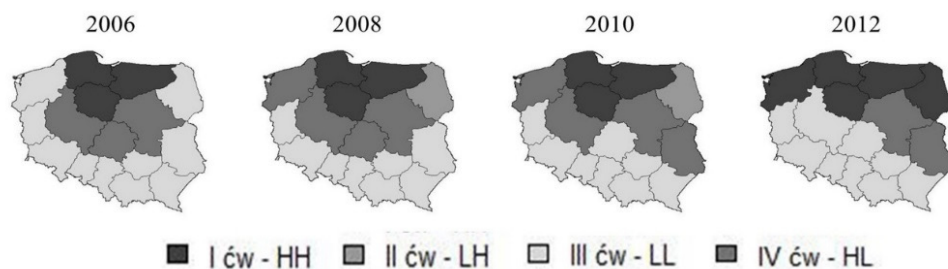 2006 2008 2010 2012
I ćw - HH II ćw - LH III ćw - LL IV ćw - HL